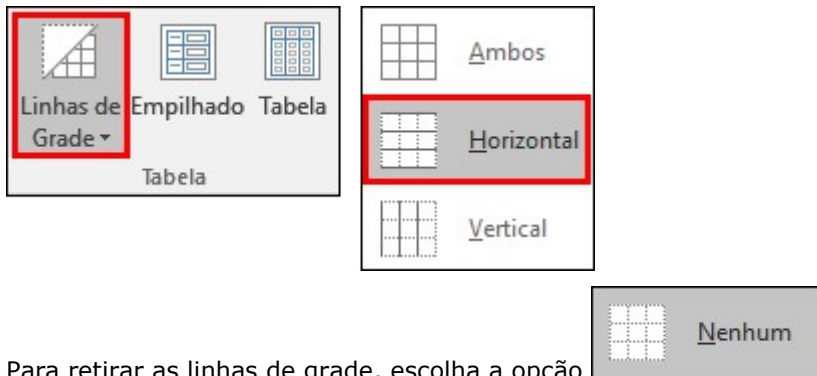 Linhas de Empilhado Tabela
Grade
Tabela
Ambos
Horizontal
Vertical
Para retirar as linhas de grade, escolha a opção Nenhum